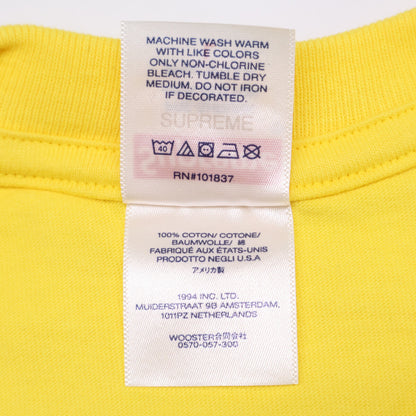 MACHINE WASH WARM
WITH LIKE COLORS
ONLY NON-CHLORINE
BLEACH. TUMBLE DRY
MEDIUM. DO NOT IRON
IF DECORATED.
SUPREME
40
RN#101837
100% COTON/ COTONE/
BAUMWOLLE/ 綿
FABRIQUÉ AUX ÉTATS-UNIS
PRODOTTO NEGLI U.S.A
アメリカ製
1994 INC. LTD.
MUIDERSTRAAT 9B AMSTERDAM,
1011PZ NETHERLANDS
WOOSTER合同会社
0570-057-300